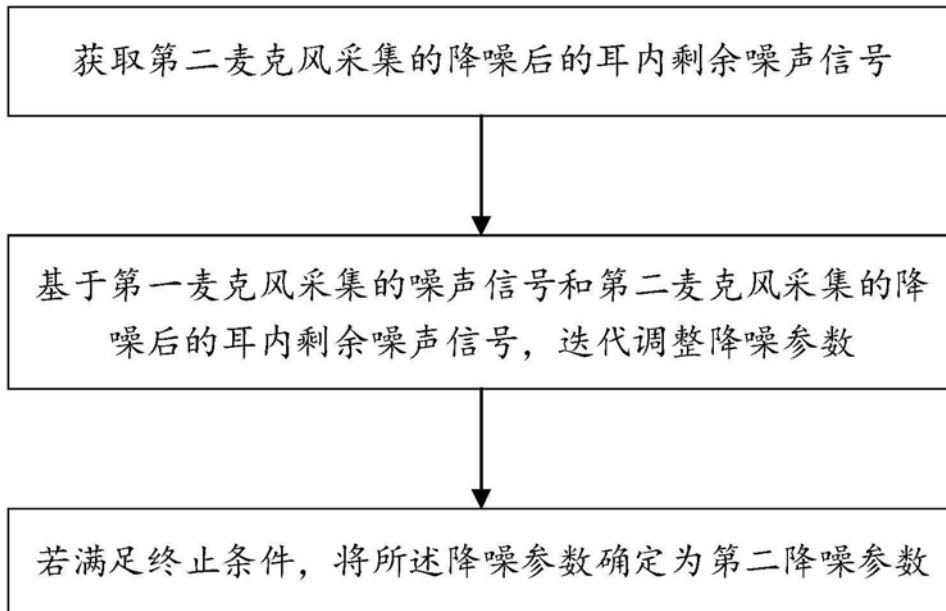 获取第二麦克风采集的降噪后的耳内剩余噪声信号
基于第一麦克风采集的噪声信号和第二麦克风采集的降
噪后的耳内剩余噪声信号，迭代调整降噪参数
若满足终止条件，将所述降噪参数确定为第二降噪参数